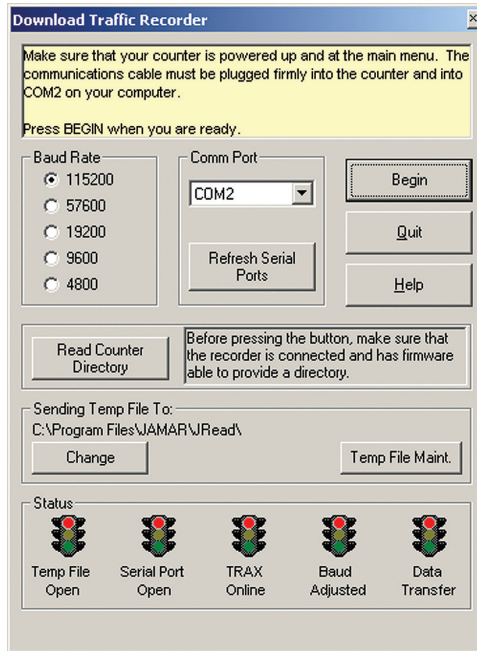 Download Traffic Recorder
Make sure that your counter is powered up and at the main menu. The
communications cable must be plugged firmly into the counter and into
COM2 on your computer.
Press BEGIN when you are ready.
Baud Rate
115200
57600
19200
9600
4800
Comm Port
COM2
Refresh Serial
Ports
Begin
Quit
Help
Read Counter
Directory
Before pressing the button, make sure that
the recorder is connected and has firmware
able to provide a directory.
Sending Temp File To:
C:\Program Files\JAMAR\JRead\
Change
Temp File Maint.
Status
Temp File
Open
Serial Port
Open
TRAX
Online
Baud
Adjusted
Data
Transfer